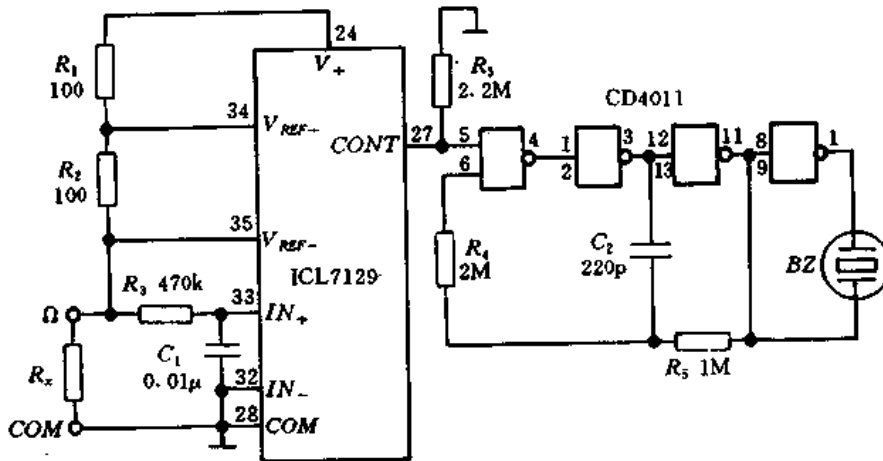 24
V+
R1
100
34
VREF+
R2
100
35
VREF-
ICL7129
CONT
27
2.2M
CD4011
5
6
4
1
2
3
12
13
11
8
9
1
R4
2M
C2
220p
R5 1M
BZ
R3 470k
33
IN+
Ω
C1
0.01μ
Rx
32
IN-
28
COM
COM